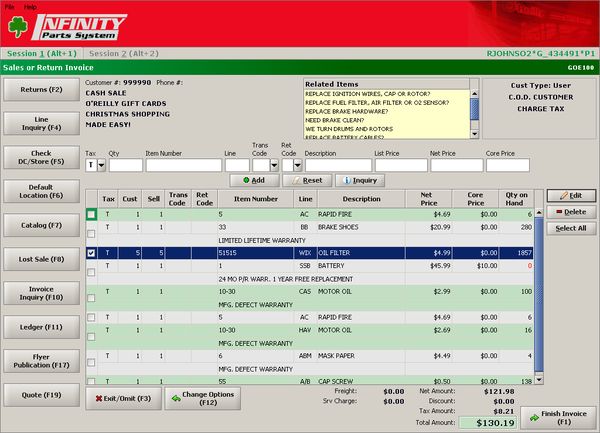 File Help
INFINITY
Parts System
Session 1 (Alt+1) Session 2 (Alt+2) RJOHNSO2*G_434491*P1
Sales or Return Invoice GOE100
Returns (F2)
Line Inquiry (F4)
Check DC/Store (F5)
Default Location (F6)
Catalog (F7)
Lost Sale (F8)
Invoice Inquiry (F10)
Ledger (F11)
Flyer Publication (F17)
Quote (F19)
Customer #: 999990 Phone #:
CASH SALE
O'REILLY GIFT CARDS
CHRISTMAS SHOPPING
MADE EASY!
Related Items
REPLACE IGNITION WIRES, CAP OR ROTOR?
REPLACE FUEL FILTER, AIR FILTER OR O2 SENSOR?
REPLACE BRAKE HARDWARE?
NEED BRAKE CLEAN?
WE TURN DRUMS AND ROTORS
REPLACE BATTERY CABLES?
Cust Type: User
C.O.D. CUSTOMER
CHARGE TAX
Tax Qty Item Number Line Trans Code Ret Code Description List Price Net Price Core Price
T
Add Reset Inquiry
Tax Cust Sell Trans Code Ret Code Item Number Line Description Net Price Core Price Qty on Hand
T 1 1 5 AC RAPID FIRE $4.69 $0.00 6
T 1 1 33 BB BRAKE SHOES $20.99 $0.00 280
LIMITED LIFETIME WARRANTY
T 5 5 51515 WIX OIL FILTER $4.99 $0.00 1857
T 1 1 1 SSB BATTERY $45.99 $10.00 0
24 MO P/R WARR. 1 YEAR FREE REPLACEMENT
T 1 1 10-30 CAS MOTOR OIL $2.99 $0.00 100
MFG. DEFECT WARRANTY
T 1 1 5 AC RAPID FIRE $4.69 $0.00 6
T 1 1 10-30 HAV MOTOR OIL $2.69 $0.00 16
MFG. DEFECT WARRANTY
T 1 1 6 ABM MASK PAPER $4.49 $0.00 4
MFG. DEFECT WARRANTY
T 1 1 55 A/B CAP SCREW $0.50 $0.00 138
Edit
Delete
Select All
Exit/Omit (F3)
Change Options (F12)
Freight: $0.00 Net Amount: $121.98
Srv Charge: $0.00 Discount: $0.00
Tax Amount: $8.21
Total Amount: $130.19
Finish Invoice (F1)